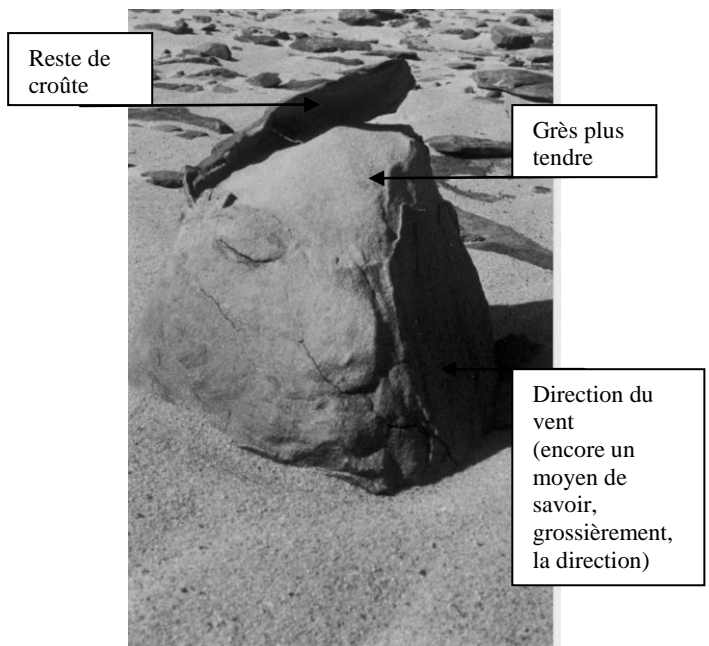 Reste de
croûte
Grès plus
tendre
Direction du
vent
(encore un
moyen de
savoir,
grossièrement,
la direction)